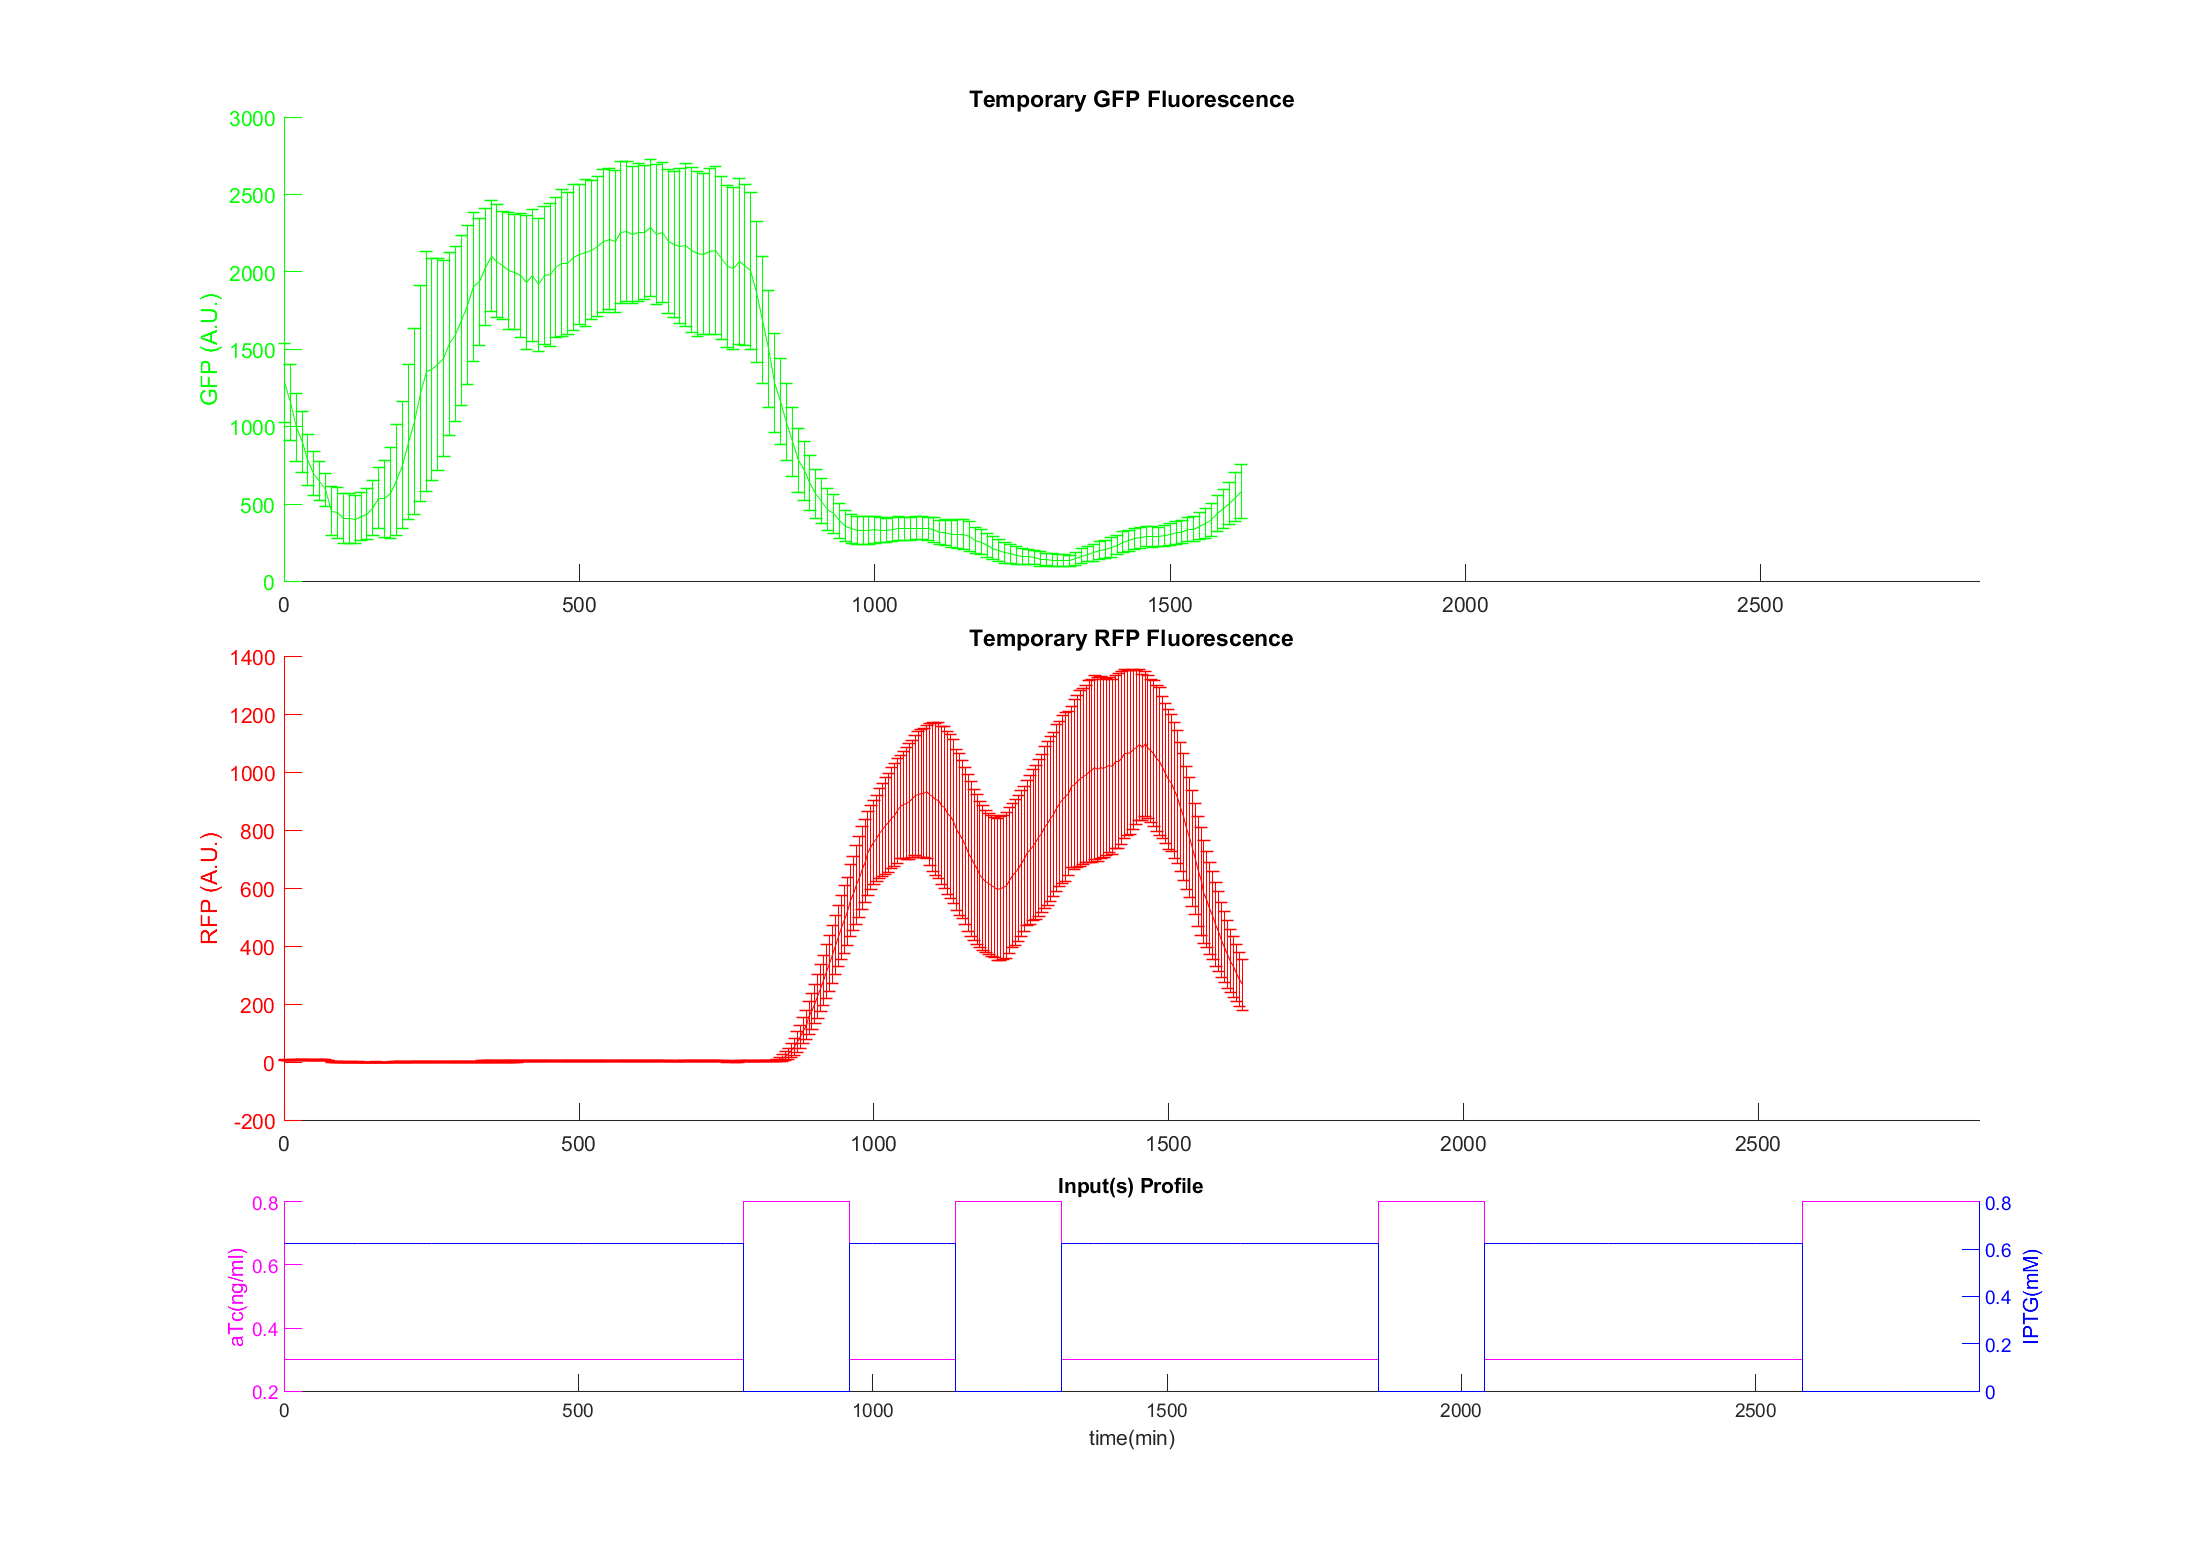 Temporary GFP Fluorescence
3000
2500
2000
1500
1000
500
0
GFP (A.U.)
0 500 1000 1500 2000 2500
Temporary RFP Fluorescence
1400
1200
1000
800
600
400
200
0
-200
RFP (A.U.)
0 500 1000 1500 2000 2500
Input(s) Profile
0.8
0.6
0.4
0.2
aTc(ng/ml)
0.8
0.6
0.4
0.2
0
IPTG(mM)
0 500 1000 1500 2000 2500
time(min)